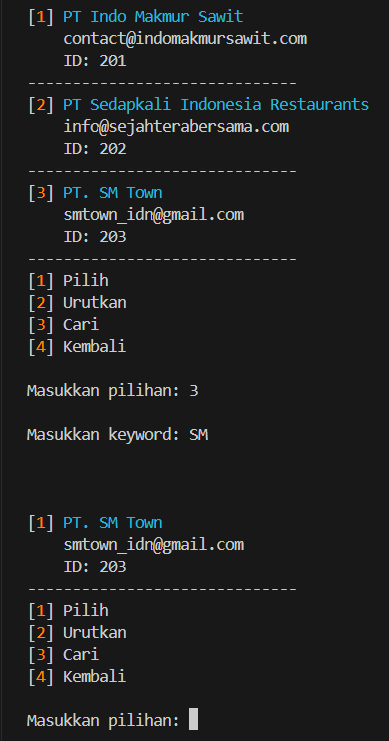 [1] PT Indo Makmur Sawit
contact@indomakmursawit.com
ID: 201
------------------------------
[2] PT Sedapkali Indonesia Restaurants
info@sejahterabersama.com
ID: 202
------------------------------
[3] PT. SM Town
smtown_idn@gmail.com
ID: 203
------------------------------
[1] Pilih
[2] Urutkan
[3] Cari
[4] Kembali
Masukkan pilihan: 3
Masukkan keyword: SM
[1] PT. SM Town
smtown_idn@gmail.com
ID: 203
------------------------------
[1] Pilih
[2] Urutkan
[3] Cari
[4] Kembali
Masukkan pilihan: